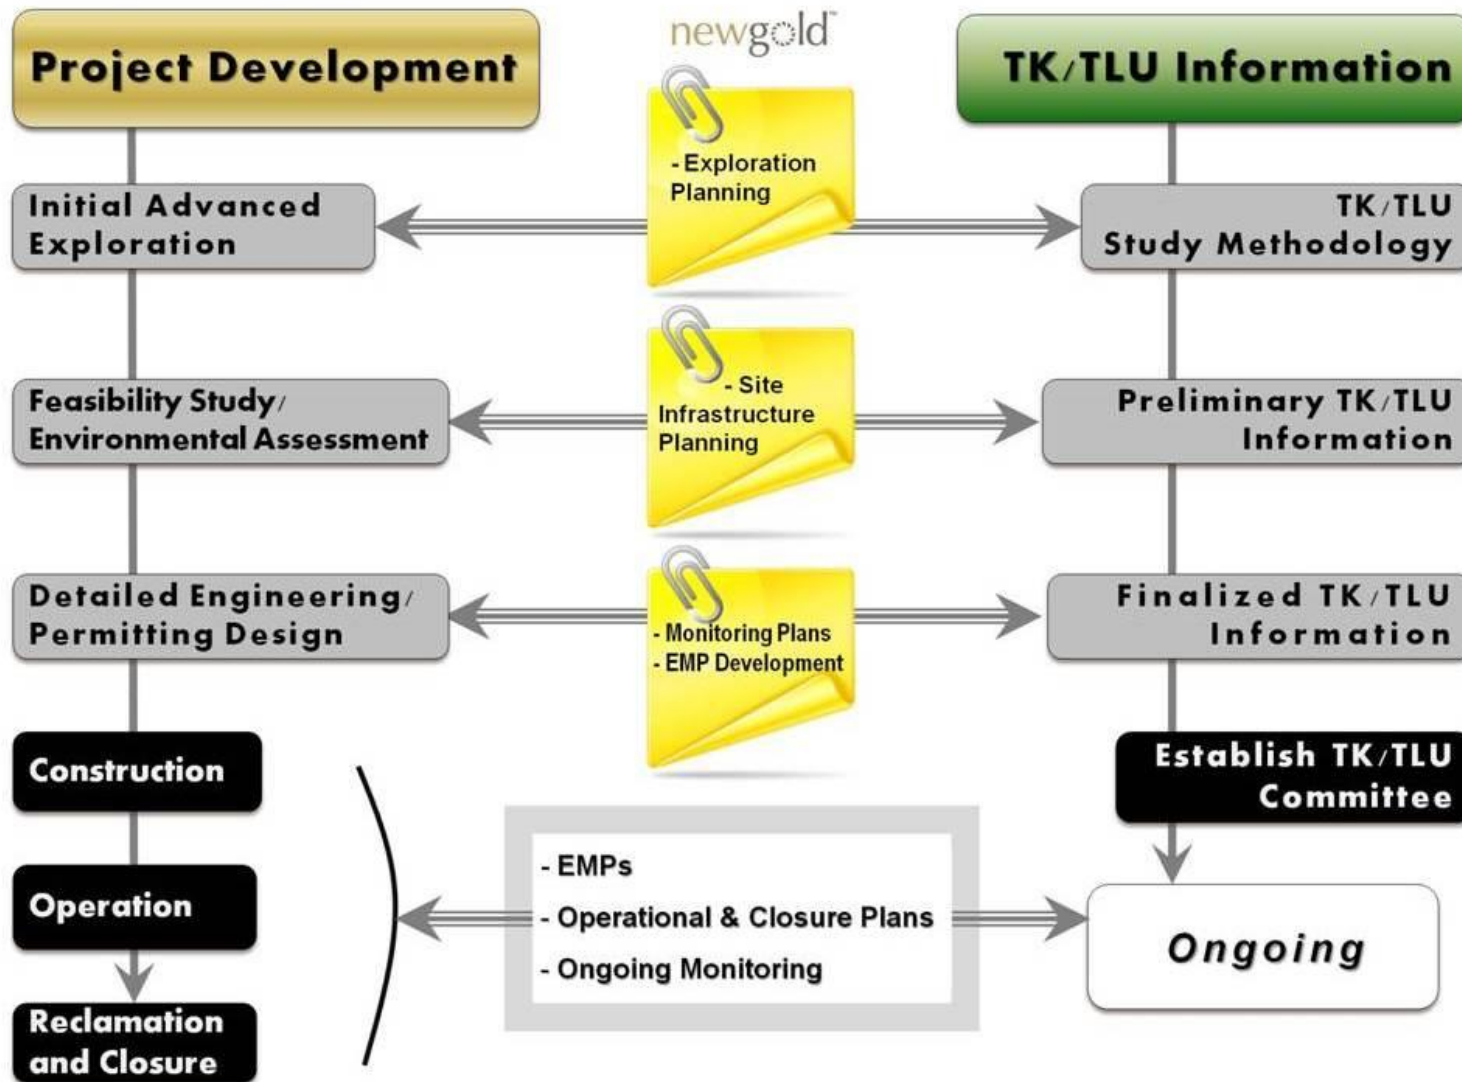 newgold™
Project Development
TK/TLU Information
- Exploration
Planning
Initial Advanced
Exploration
TK/TLU
Study Methodology
- Site
Infrastructure
Planning
Feasibility Study/
Environmental Assessment
Preliminary TK/TLU
Information
- Monitoring Plans
- EMP Development
Detailed Engineering/
Permitting Design
Finalized TK/TLU
Information
Construction
Establish TK/TLU
Committee
- EMPs
- Operational & Closure Plans
- Ongoing Monitoring
Operation
Ongoing
Reclamation
and Closure